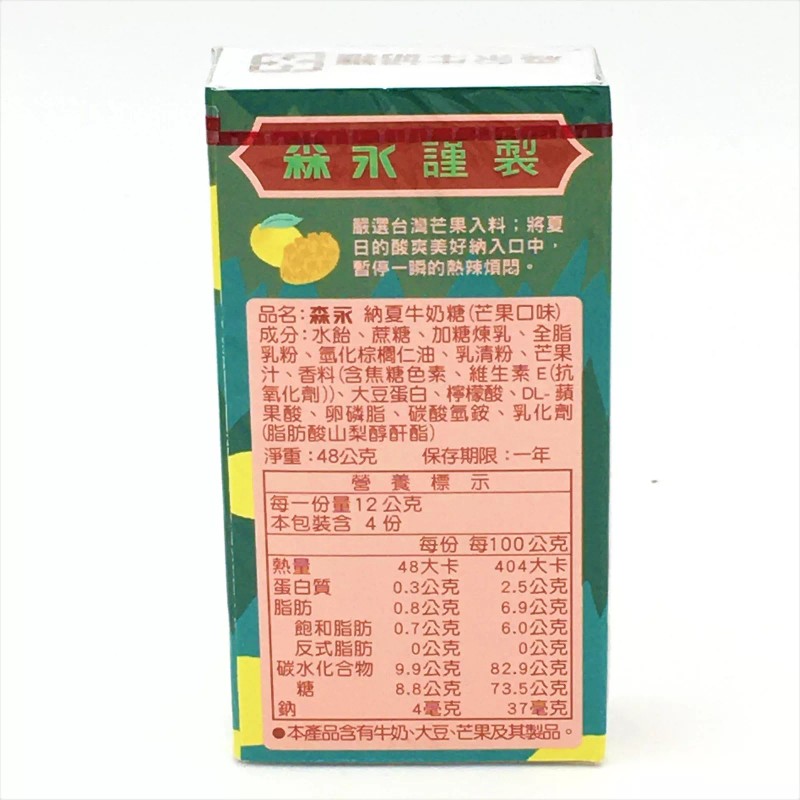 森永牛奶糖
森永謹製
嚴選台灣芒果入料；將夏
日的酸爽美好納入口中，
暫停一瞬的熱辣煩悶。
品名：森永 納夏牛奶糖(芒果口味)
成分：水飴、蔗糖、加糖煉乳、全脂
乳粉、氫化棕櫚仁油、乳清粉、芒果
汁、香料(含焦糖色素、維生素E(抗
氧化劑))、大豆蛋白、檸檬酸、DL-蘋
果酸、卵磷脂、碳酸氫銨、乳化劑
(脂肪酸山梨醇酐酯)
淨重：48公克 保存期限：一年
營養標示
每一份量12公克
本包裝含 4份
每份 每100公克
熱量 48大卡 404大卡
蛋白質 0.3公克 2.5公克
脂肪 0.8公克 6.9公克
飽和脂肪 0.7公克 6.0公克
反式脂肪 0公克 0公克
碳水化合物 9.9公克 82.9公克
糖 8.8公克 73.5公克
鈉 4毫克 37毫克
●本產品含有牛奶、大豆、芒果及其製品。